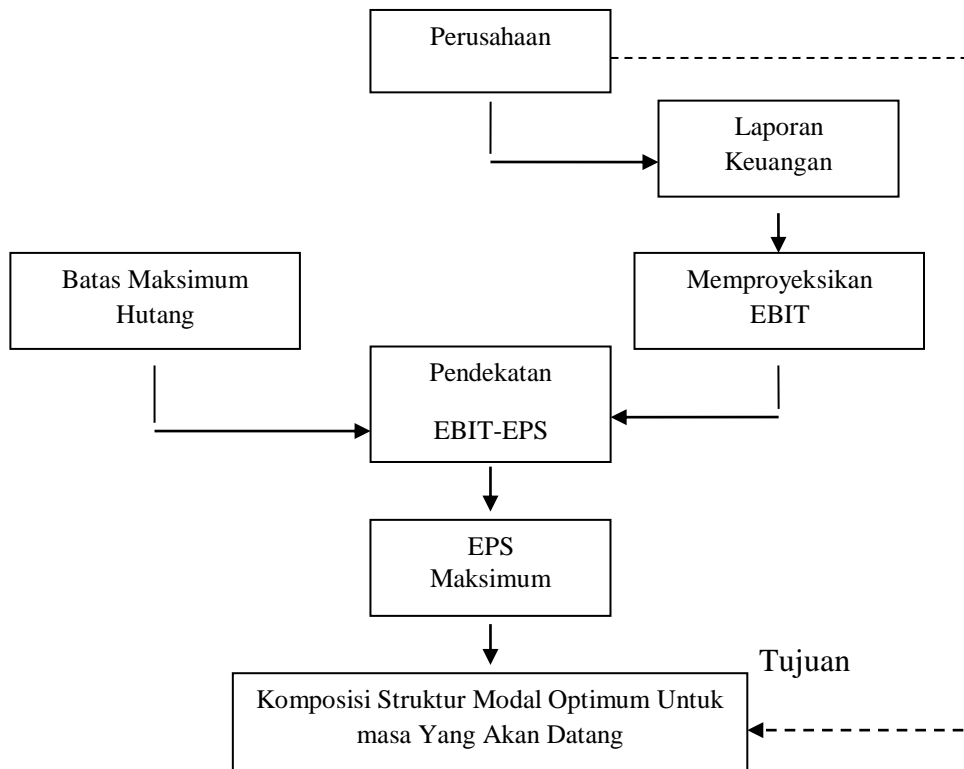 Perusahaan
Laporan
Keuangan
Batas Maksimum
Hutang
Memproyeksikan
EBIT
Pendekatan
EBIT-EPS
EPS
Maksimum
Tujuan
Komposisi Struktur Modal Optimum Untuk
masa Yang Akan Datang